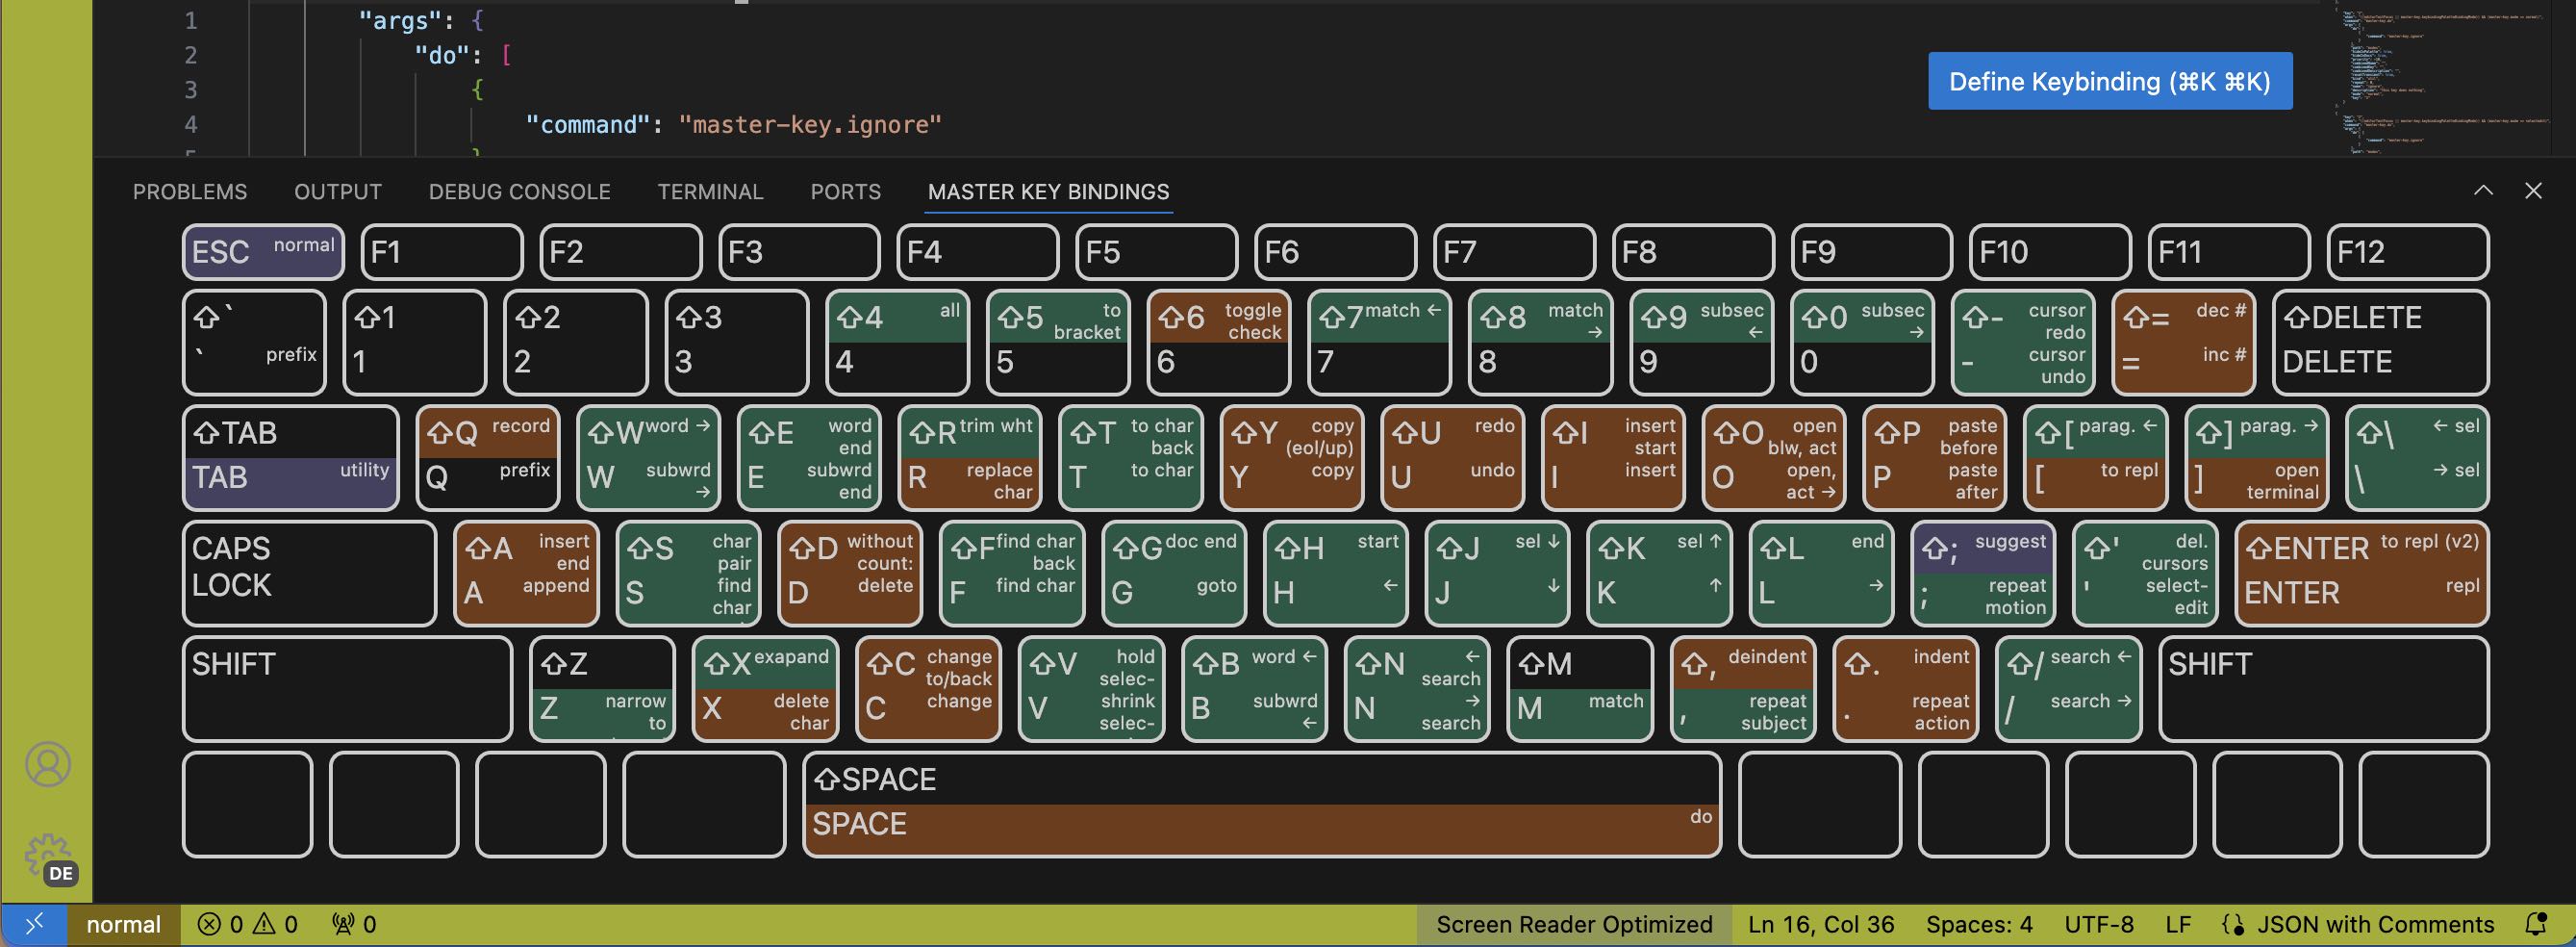 1 "args": {
2 "do": [
3 {
4 "command": "master-key.ignore"
5 }
Define Keybinding (⌘K ⌘K)
PROBLEMS OUTPUT DEBUG CONSOLE TERMINAL PORTS MASTER KEY BINDINGS
ESC normal F1 F2 F3 F4 F5 F6 F7 F8 F9 F10 F11 F12
⇧`
` prefix
⇧1
1
⇧2
2
⇧3
3
⇧4 all
4
⇧5 to
bracket
5
⇧6 toggle
check
6
⇧7 match ←
7
⇧8 match
→
8
⇧9 subsec
←
9
⇧0 subsec
→
0
⇧- cursor
redo
- cursor
undo
⇧= dec #
= inc #
⇧DELETE
DELETE
⇧TAB
TAB utility
⇧Q record
Q prefix
⇧W word →
W subwrd
→
⇧E word
end
E subwrd
end
⇧R trim wht
R replace
char
⇧T to char
back
T to char
⇧Y copy
(eol/up)
Y copy
⇧U redo
U undo
⇧I insert
start
I insert
⇧O open
blw, act
O open,
act →
⇧P paste
before
P paste
after
⇧[ parag. ←
[ to repl
⇧] parag. →
] open
terminal
⇧\ ← sel
\ → sel
CAPS
LOCK
⇧A insert
end
A append
⇧S char
pair
S find
char
⇧D without
count:
D delete
⇧F find char
back
F find char
⇧G doc end
G goto
⇧H start
H ←
⇧J sel ↓
J ↓
⇧K sel ↑
K ↑
⇧L end
L →
⇧; suggest
; repeat
motion
⇧' del.
cursors
' select-
edit
⇧ENTER to repl (v2)
ENTER repl
SHIFT
⇧Z
Z narrow
to
⇧X exapand
X delete
char
⇧C change
to/back
C change
⇧V hold
selec-
V shrink
selec-
⇧B word ←
B subwrd
←
⇧N ←
search
N →
search
⇧M
M match
⇧, deindent
, repeat
subject
⇧. indent
. repeat
action
⇧/ search ←
/ search →
SHIFT
⇧SPACE
SPACE do
DE
normal 0 0 0 Screen Reader Optimized Ln 16, Col 36 Spaces: 4 UTF-8 LF JSON with Comments